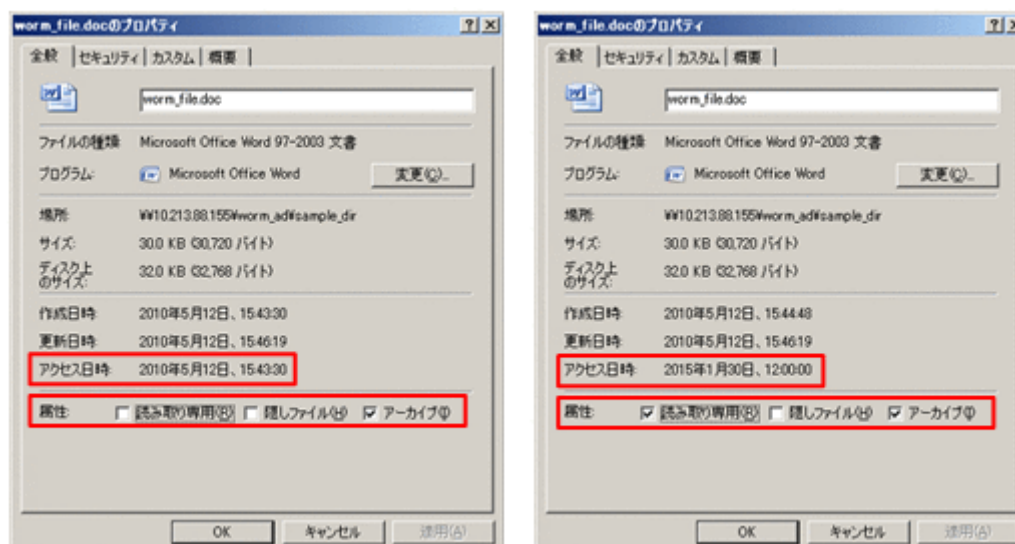 worm_file.docのプロパティ
全般 セキュリティ カスタム 概要
worm_file.doc
ファイルの種類: Microsoft Office Word 97-2003 文書
プログラム: Microsoft Office Word 変更(C)...
場所: ¥¥10.213.88.155¥worm_ad¥sample_dir
サイズ: 30.0 KB (30,720 バイト)
ディスク上
のサイズ: 32.0 KB (32,768 バイト)
作成日時: 2010年5月12日、15:43:30
更新日時: 2010年5月12日、15:46:19
アクセス日時: 2010年5月12日、15:43:30
属性: 読み取り専用(R) 隠しファイル(H) アーカイブ(I)
OK キャンセル 適用(A)
worm_file.docのプロパティ
全般 セキュリティ カスタム 概要
worm_file.doc
ファイルの種類: Microsoft Office Word 97-2003 文書
プログラム: Microsoft Office Word 変更(C)...
場所: ¥¥10.213.88.155¥worm_ad¥sample_dir
サイズ: 30.0 KB (30,720 バイト)
ディスク上
のサイズ: 32.0 KB (32,768 バイト)
作成日時: 2010年5月12日、15:44:48
更新日時: 2010年5月12日、15:46:19
アクセス日時: 2015年1月30日、12:00:00
属性: 読み取り専用(R) 隠しファイル(H) アーカイブ(I)
OK キャンセル 適用(A)